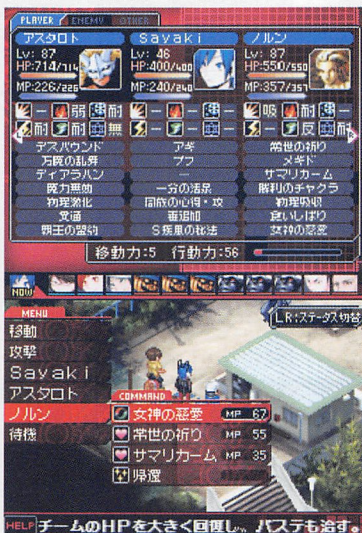 PLAYER ENEMY OTHER
アスタロト Sayaki ノルン
Lv: 87 Lv: 46 Lv: 87
HP:714/714 HP:400/400 HP:550/550
MP:226/226 MP:240/240 MP:357/357
－ 弱 耐 － － － 吸 － 耐
耐 耐 無 － － － － 反 耐
デスバウンド アギ 常世の祈り
万魔の乱舞 ブフ メギド
ディアラハン － サマリカーム
魔力無効 一分の活泉 勝利のチャクラ
物理激化 同族の心得・攻 物理吸収
貫通 毒追加 食いしばり
覇王の盟約 S疾風の秘法 女神の慈愛
移動力:5 行動力:56
NOW
MENU
L R:ステータス切替
移動
攻撃
Sayaki
アスタロト
ノルン
待機
COMMAND
女神の慈愛 MP 67
常世の祈り MP 55
サマリカーム MP 35
帰還
HELP チームのHPを大きく回復し、バステも治す。